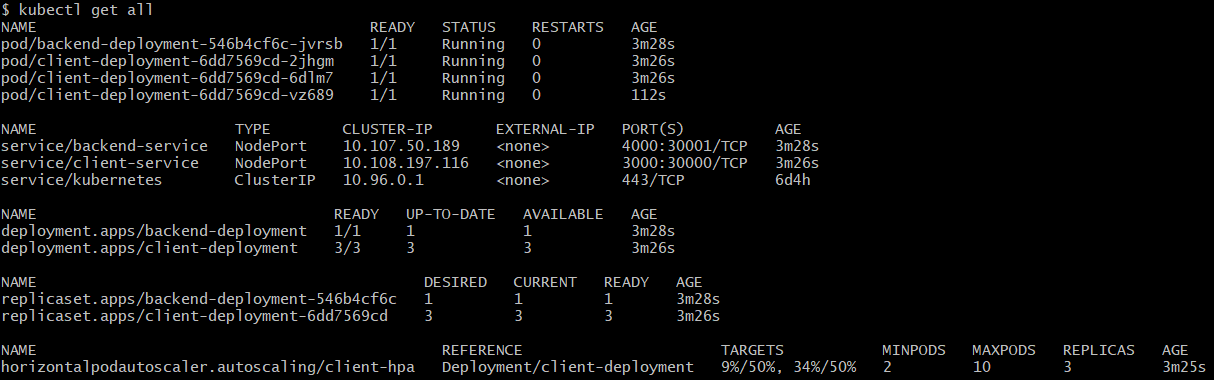 $ kubectl get all
NAME READY STATUS RESTARTS AGE
pod/backend-deployment-546b4cf6c-jvrsb 1/1 Running 0 3m28s
pod/client-deployment-6dd7569cd-2jhgm 1/1 Running 0 3m26s
pod/client-deployment-6dd7569cd-6dlm7 1/1 Running 0 3m26s
pod/client-deployment-6dd7569cd-vz689 1/1 Running 0 112s
NAME TYPE CLUSTER-IP EXTERNAL-IP PORT(S) AGE
service/backend-service NodePort 10.107.50.189 <none> 4000:30001/TCP 3m28s
service/client-service NodePort 10.108.197.116 <none> 3000:30000/TCP 3m26s
service/kubernetes ClusterIP 10.96.0.1 <none> 443/TCP 6d4h
NAME READY UP-TO-DATE AVAILABLE AGE
deployment.apps/backend-deployment 1/1 1 1 3m28s
deployment.apps/client-deployment 3/3 3 3 3m26s
NAME DESIRED CURRENT READY AGE
replicaset.apps/backend-deployment-546b4cf6c 1 1 1 3m28s
replicaset.apps/client-deployment-6dd7569cd 3 3 3 3m26s
NAME REFERENCE TARGETS MINPODS MAXPODS REPLICAS AGE
horizontalpodautoscaler.autoscaling/client-hpa Deployment/client-deployment 9%/50%, 34%/50% 2 10 3 3m25s